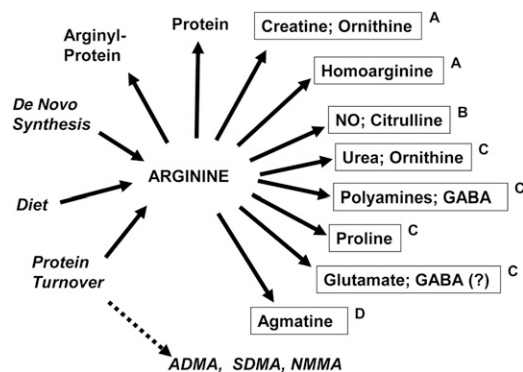 Protein
Creatine; Ornithine A
Arginyl-
Protein
Homoarginine A
De Novo
Synthesis
NO; Citrulline B
Urea; Ornithine C
ARGININE
Polyamines; GABA C
Diet
Proline C
Protein
Turnover
Glutamate; GABA (?) C
Agmatine D
ADMA, SDMA, NMMA